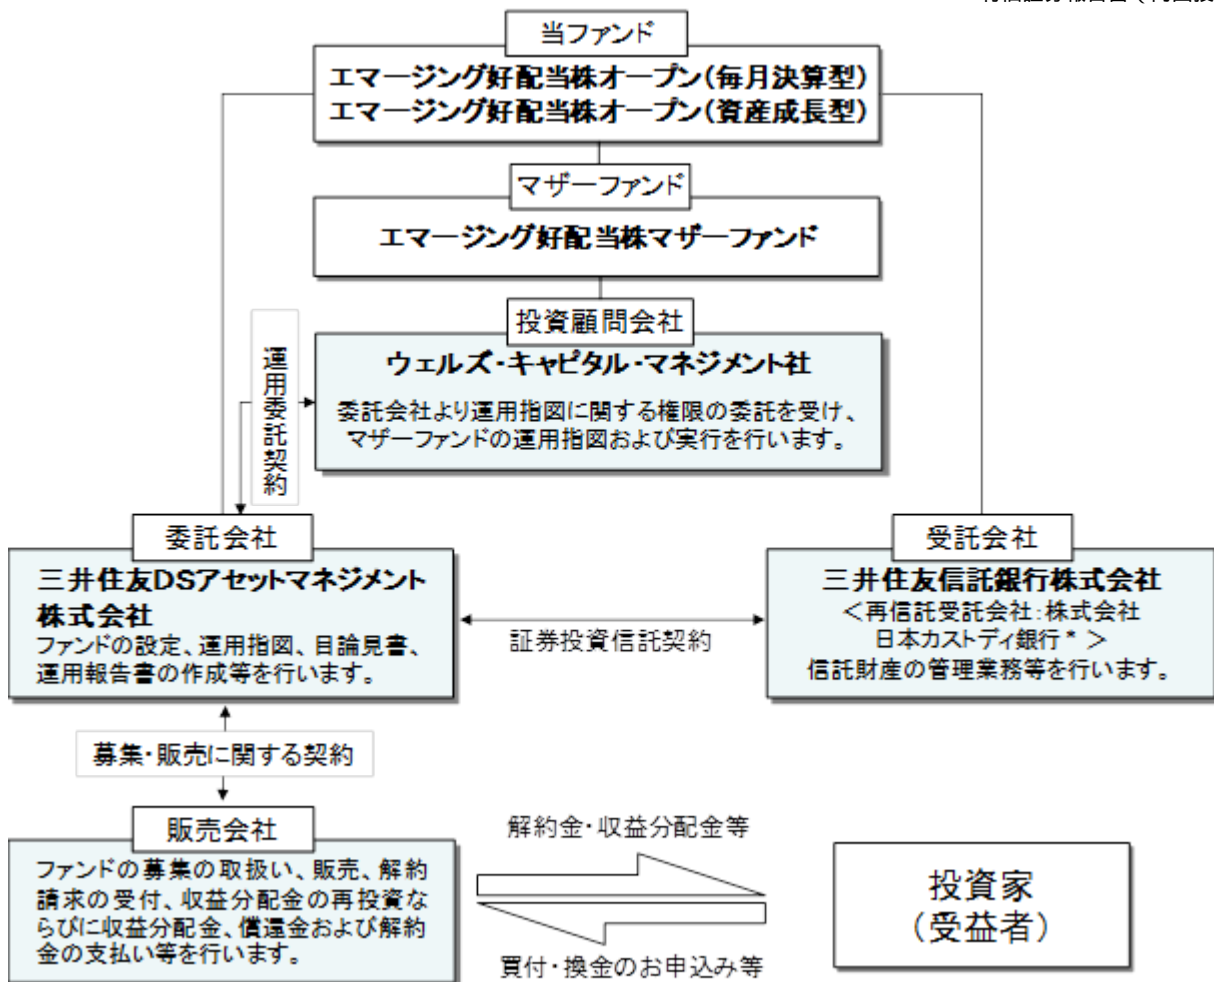 当ファンド
エマージング好配当株オープン(毎月決算型)
エマージング好配当株オープン(資産成長型)
マザーファンド
エマージング好配当株マザーファンド
投資顧問会社
ウェルズ・キャピタル・マネジメント社
委託会社より運用指図に関する権限の委託を受け、
マザーファンドの運用指図および実行を行います。
運用委託契約
委託会社
三井住友DSアセットマネジメント
株式会社
ファンドの設定、運用指図、目論見書、
運用報告書の作成等を行います。
証券投資信託契約
受託会社
三井住友信託銀行株式会社
<再信託受託会社:株式会社
日本カストディ銀行*>
信託財産の管理業務等を行います。
募集・販売に関する契約
販売会社
ファンドの募集の取扱い、販売、解約
請求の受付、収益分配金の再投資な
らびに収益分配金、償還金および解約
金の支払い等を行います。
解約金・収益分配金等
買付・換金のお申込み等
投資家
(受益者)